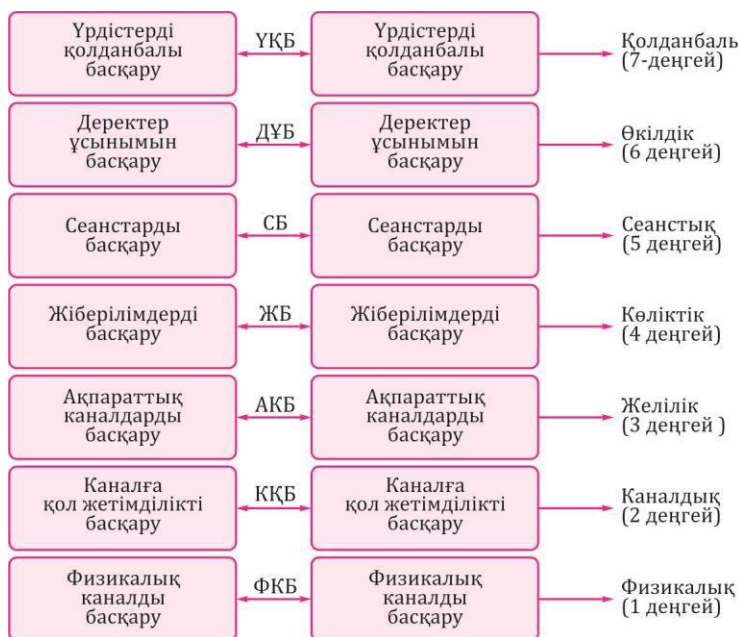 Үрдістерді
қолданбалы
басқару
ҮҚБ
Үрдістерді
қолданбалы
басқару
Қолданбалы
(7-деңгей)
Деректер
ұсынымын
басқару
ДҰБ
Деректер
ұсынымын
басқару
Өкілдік
(6 деңгей)
Сеанстарды
басқару
СБ
Сеанстарды
басқару
Сеанстық
(5 деңгей)
Жіберілімдерді
басқару
ЖБ
Жіберілімдерді
басқару
Көліктік
(4 деңгей)
Ақпараттық
каналдарды
басқару
АКБ
Ақпараттық
каналдарды
басқару
Желілік
(3 деңгей )
Каналға
қол жетімділікті
басқару
КҚБ
Каналға
қол жетімділікті
басқару
Каналдық
(2 деңгей)
Физикалық
каналды
басқару
ФКБ
Физикалық
каналды
басқару
Физикалық
(1 деңгей)